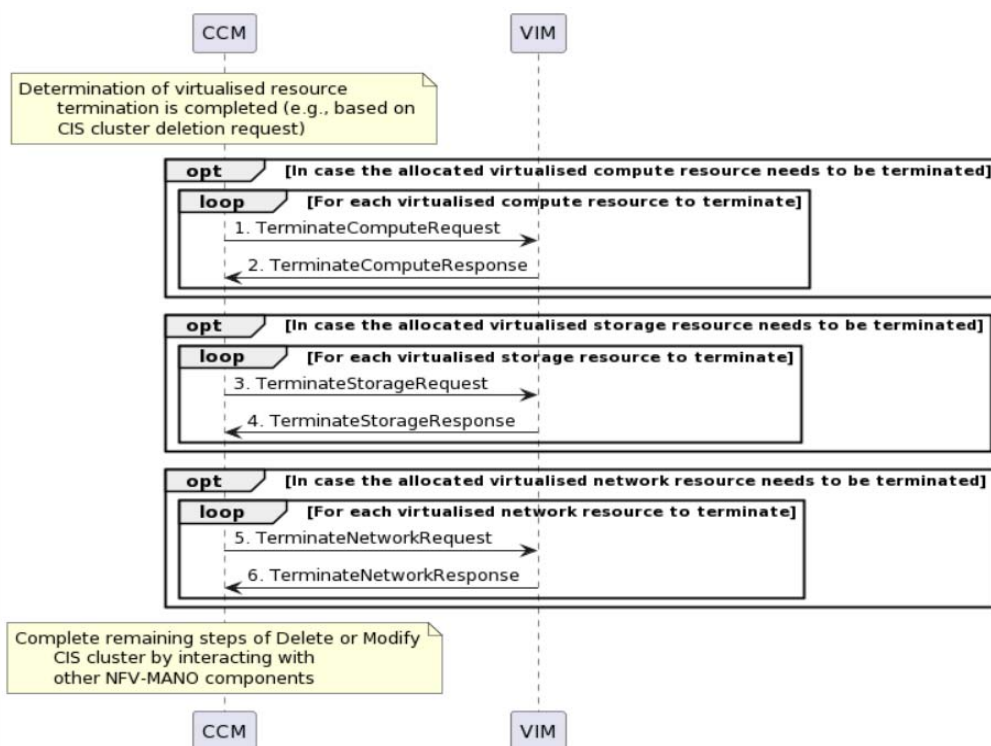 CCM VIM
Determination of virtualised resource
termination is completed (e.g., based on
CIS cluster deletion request)
opt [In case the allocated virtualised compute resource needs to be terminated]
loop [For each virtualised compute resource to terminate]
1. TerminateComputeRequest
2. TerminateComputeResponse
opt [In case the allocated virtualised storage resource needs to be terminated]
loop [For each virtualised storage resource to terminate]
3. TerminateStorageRequest
4. TerminateStorageResponse
opt [In case the allocated virtualised network resource needs to be terminated]
loop [For each virtualised network resource to terminate]
5. TerminateNetworkRequest
6. TerminateNetworkResponse
Complete remaining steps of Delete or Modify
CIS cluster by interacting with
other NFV-MANO components
CCM VIM